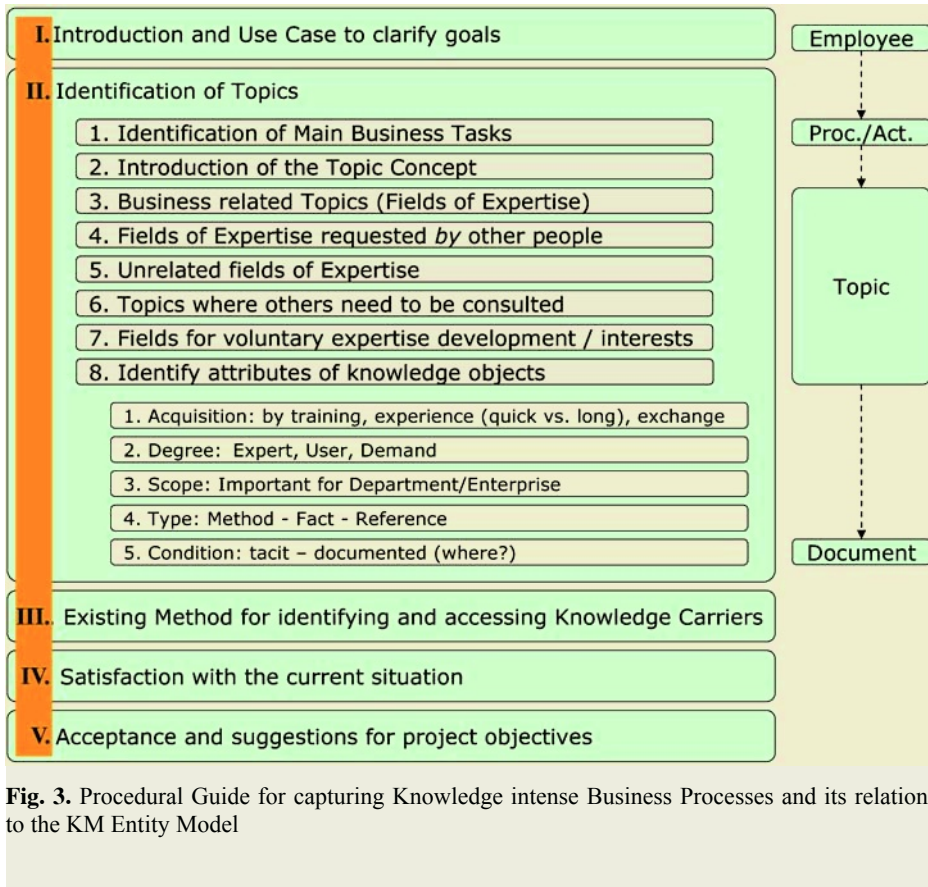 I. Introduction and Use Case to clarify goals
II. Identification of Topics
1. Identification of Main Business Tasks
2. Introduction of the Topic Concept
3. Business related Topics (Fields of Expertise)
4. Fields of Expertise requested by other people
5. Unrelated fields of Expertise
6. Topics where others need to be consulted
7. Fields for voluntary expertise development / interests
8. Identify attributes of knowledge objects
1. Acquisition: by training, experience (quick vs. long), exchange
2. Degree: Expert, User, Demand
3. Scope: Important for Department/Enterprise
4. Type: Method - Fact - Reference
5. Condition: tacit – documented (where?)
III.. Existing Method for identifying and accessing Knowledge Carriers
IV. Satisfaction with the current situation
V. Acceptance and suggestions for project objectives
Employee
Proc./Act.
Topic
Document
Fig. 3. Procedural Guide for capturing Knowledge intense Business Processes and its relation
to the KM Entity Model